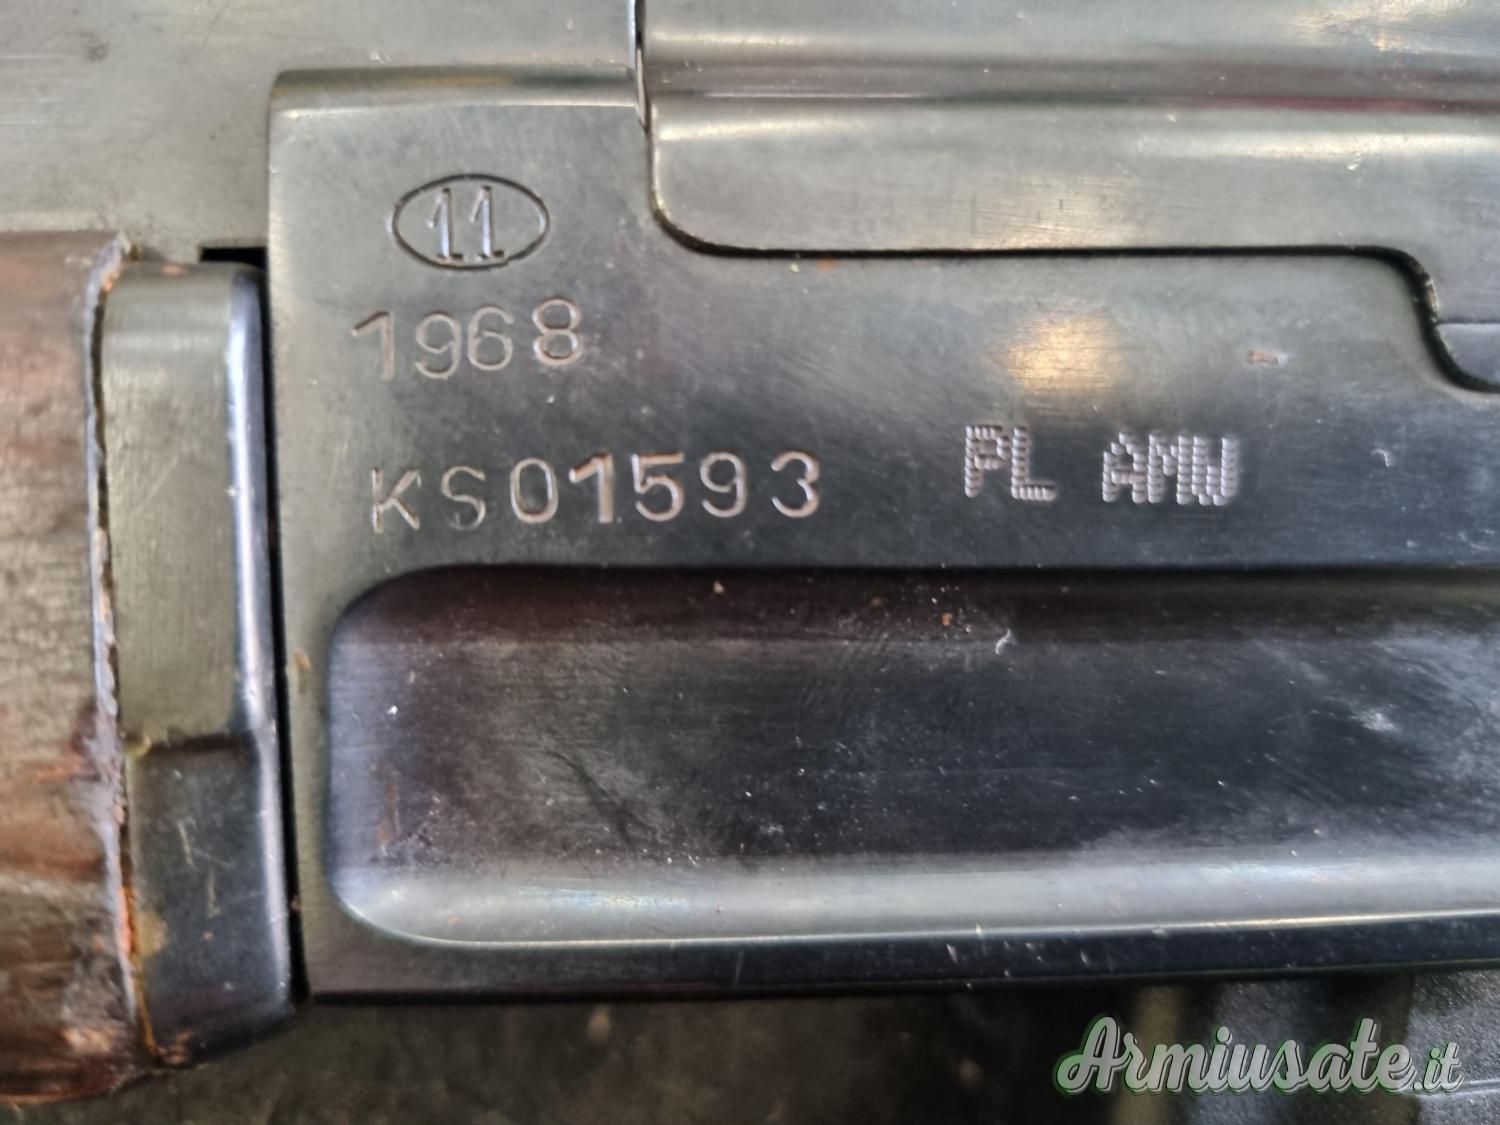 11
1968
KS01593 PL AMW
Armiusate.it